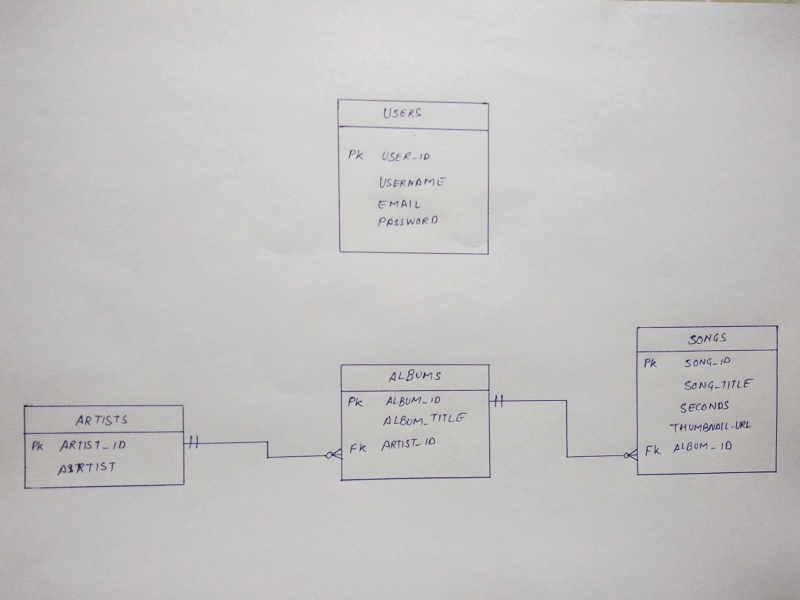 USERS
PK USER_ID
USERNAME
EMAIL
PASSWORD
ARTISTS
PK ARTIST_ID
ARTIST
ALBUMS
PK ALBUM_ID
ALBUM_TITLE
FK ARTIST_ID
SONGS
PK SONG_ID
SONG_TITLE
SECONDS
THUMBNAIL_URL
FK ALBUM_ID